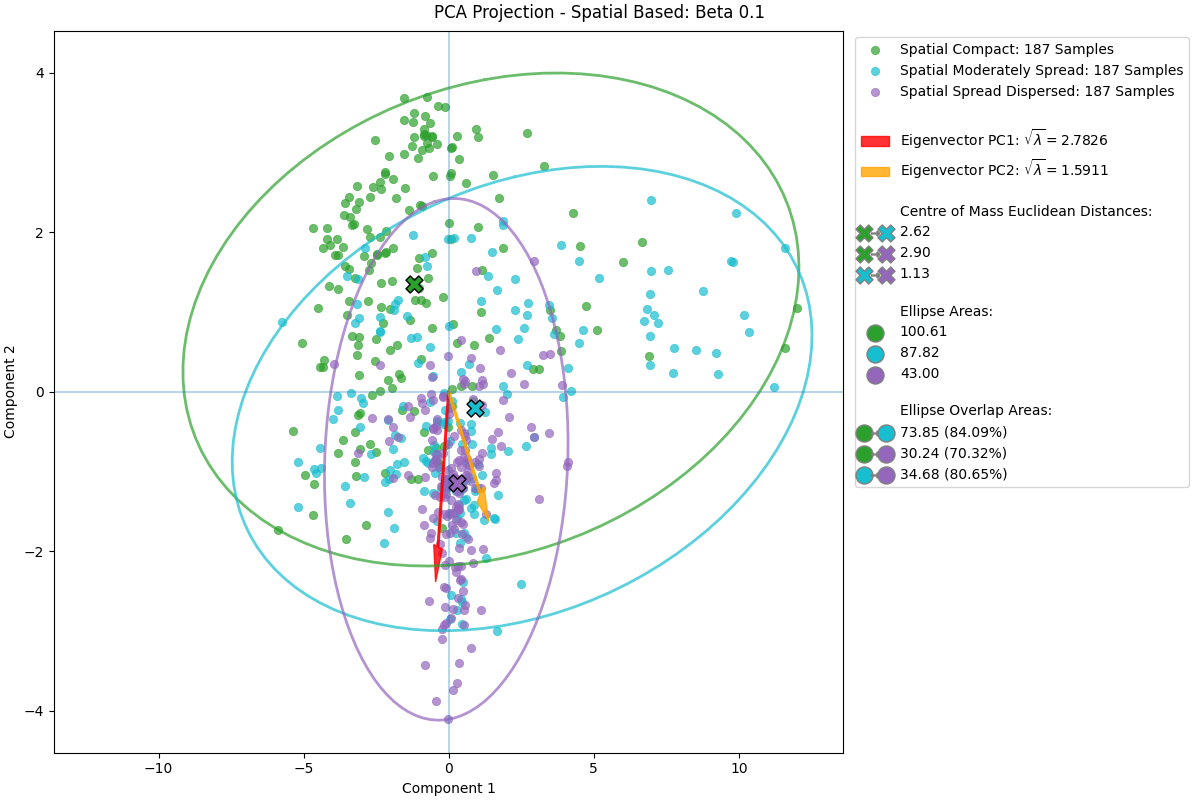 PCA Projection - Spatial Based: Beta 0.1
Component 2
4
2
0
−2
−4
−10
−5
0
5
10
Component 1
Spatial Compact: 187 Samples
Spatial Moderately Spread: 187 Samples
Spatial Spread Dispersed: 187 Samples
Eigenvector PC1: √λ = 2.7826
Eigenvector PC2: √λ = 1.5911
Centre of Mass Euclidean Distances:
2.62
2.90
1.13
Ellipse Areas:
100.61
87.82
43.00
Ellipse Overlap Areas:
73.85 (84.09%)
30.24 (70.32%)
34.68 (80.65%)